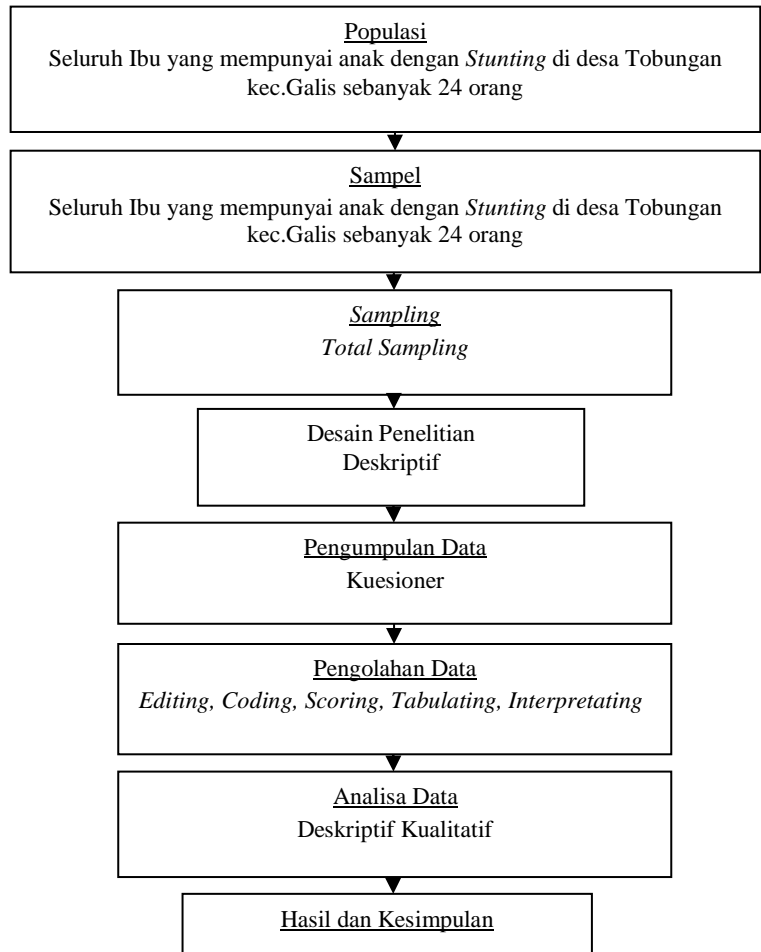 Populasi
Seluruh Ibu yang mempunyai anak dengan Stunting di desa Tobungan
kec.Galis sebanyak 24 orang
Sampel
Seluruh Ibu yang mempunyai anak dengan Stunting di desa Tobungan
kec.Galis sebanyak 24 orang
Sampling
Total Sampling
Desain Penelitian
Deskriptif
Pengumpulan Data
Kuesioner
Pengolahan Data
Editing, Coding, Scoring, Tabulating, Interpretating
Analisa Data
Deskriptif Kualitatif
Hasil dan Kesimpulan